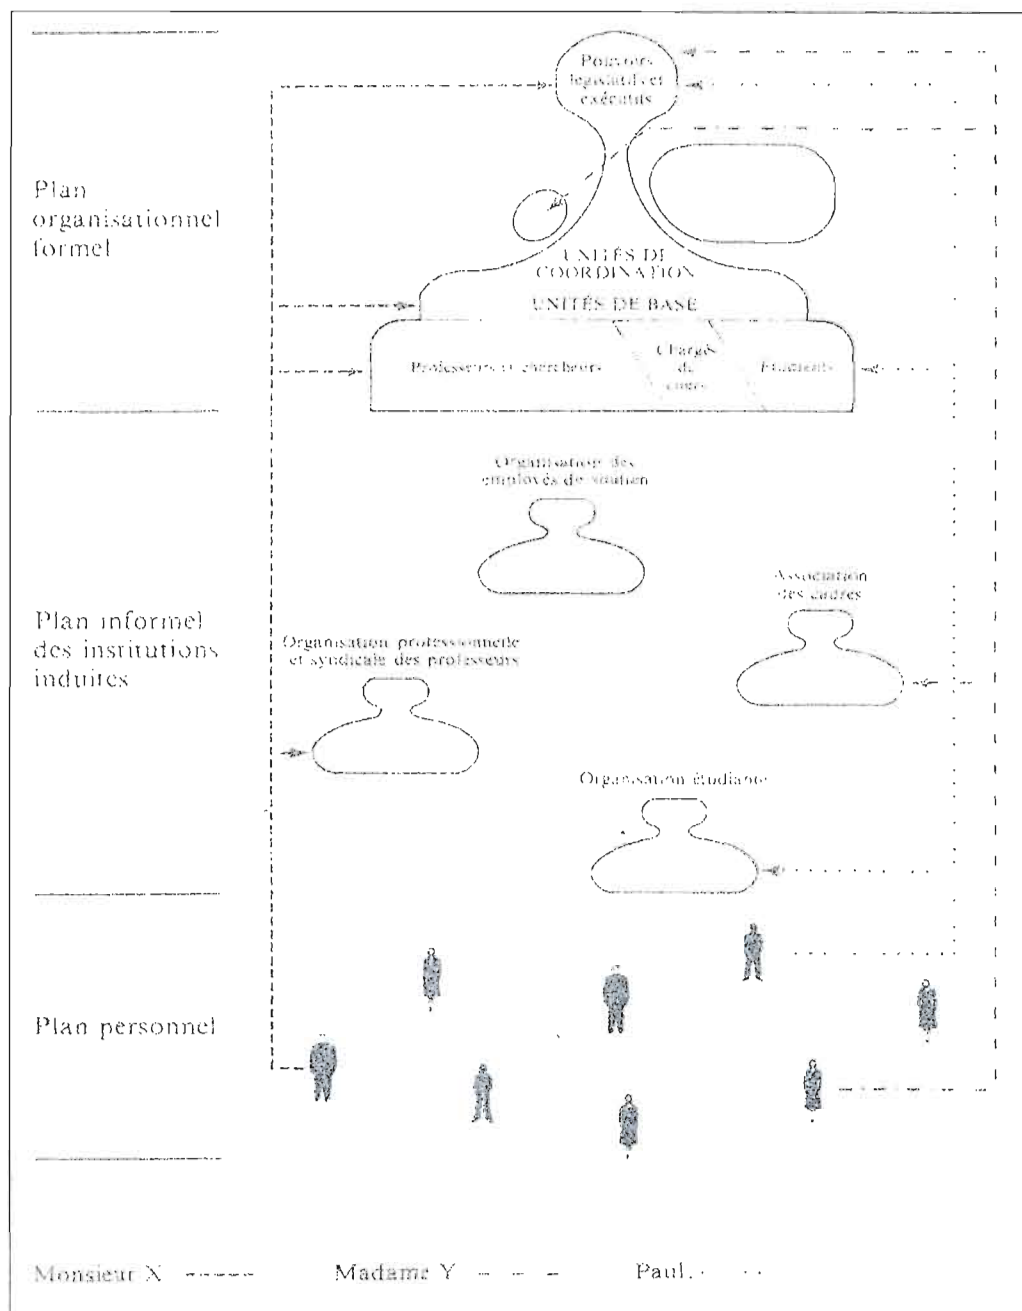 Pouvoirs
législatifs et
exécutifs
Plan
organisationnel
formel
UNITÉS DE
COORDINATION
UNITÉS DE BASE
Professeurs et chercheurs
Chargés
de
cours
Étudiants
Organisation des
employés de soutien
Association
des cadres
Plan informel
des institutions
induites
Organisation professionnelle
et syndicale des professeurs
Organisation étudiante
Plan personnel
Monsieur X
Madame Y
Paul